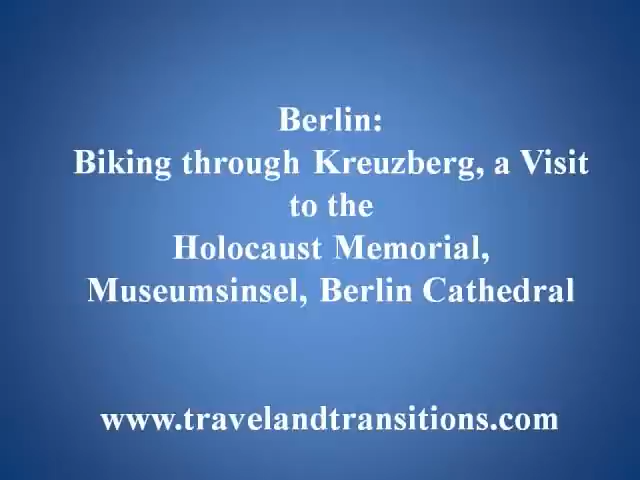 Berlin:
Biking through Kreuzberg, a Visit
to the
Holocaust Memorial,
Museumsinsel, Berlin Cathedral
www.travelandtransitions.com